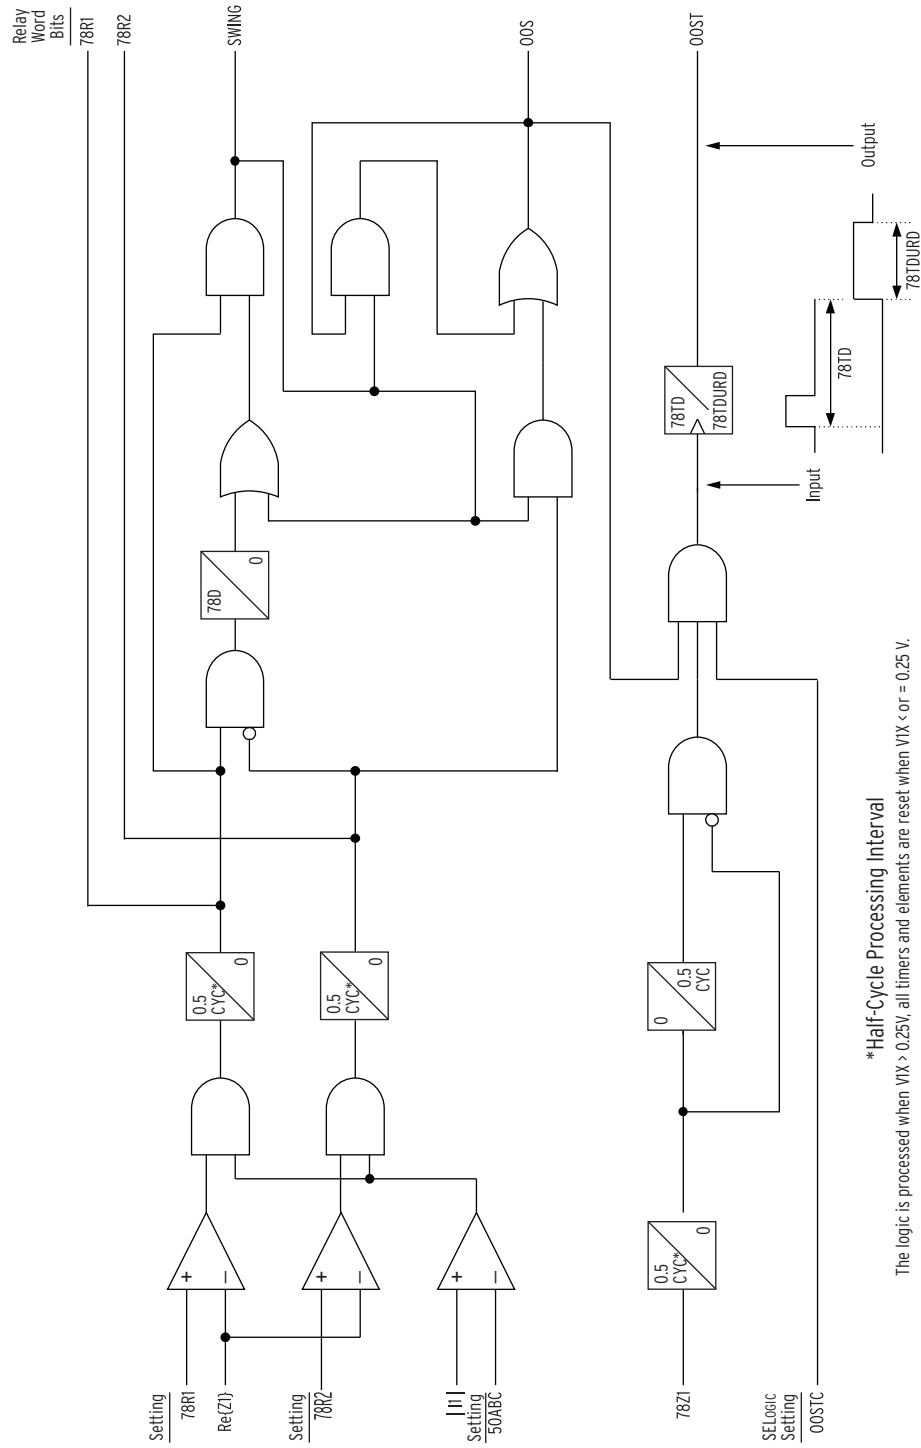 Relay
Word
Bits
78R1
78R2
SWING
OOS
OOST
Setting
78R1
Re{Z1}
Setting
78R2
|I1|
Setting
50ABC
78Z1
SELOGIC
Setting
OOSTC
+
–
+
–
+
–
0.5
CYC*
0
0.5
CYC*
0
0.5
CYC*
0
0
0.5
CYC
78D
0
78TD
78TDURD
Input
Output
78TD
78TDURD
*Half-Cycle Processing Interval
The logic is processed when V1X > 0.25V, all timers and elements are reset when V1X < or = 0.25 V.